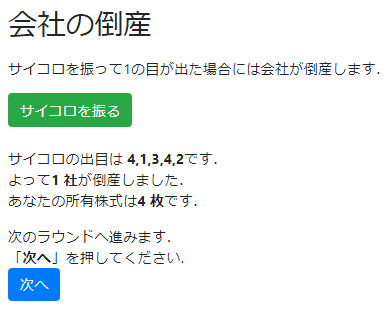 会社の倒産
サイコロを振って1の目が出た場合には会社が倒産します．
サイコロを振る
サイコロの出目は 4,1,3,4,2です．
よって1 社が倒産しました．
あなたの所有株式は4 枚です．
次のラウンドへ進みます．
「次へ」を押してください．
次へ